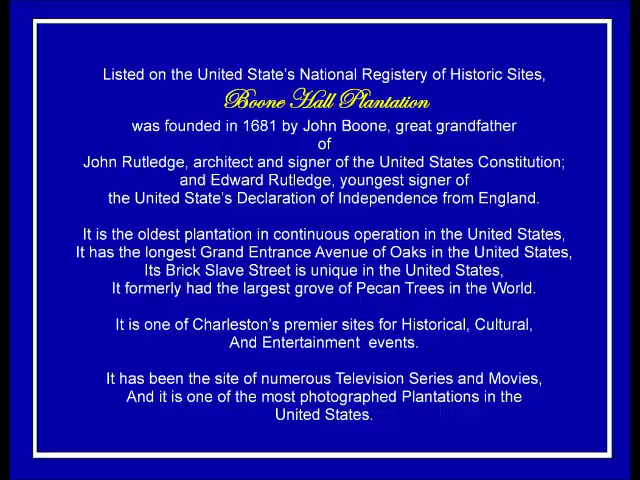 Listed on the United State's National Registery of Historic Sites,
Boone Hall Plantation
was founded in 1681 by John Boone, great grandfather
of
John Rutledge, architect and signer of the United States Constitution;
and Edward Rutledge, youngest signer of
the United State's Declaration of Independence from England.
It is the oldest plantation in continuous operation in the United States,
It has the longest Grand Entrance Avenue of Oaks in the United States,
Its Brick Slave Street is unique in the United States,
It formerly had the largest grove of Pecan Trees in the World.
It is one of Charleston's premier sites for Historical, Cultural,
And Entertainment events.
It has been the site of numerous Television Series and Movies,
And it is one of the most photographed Plantations in the
United States.